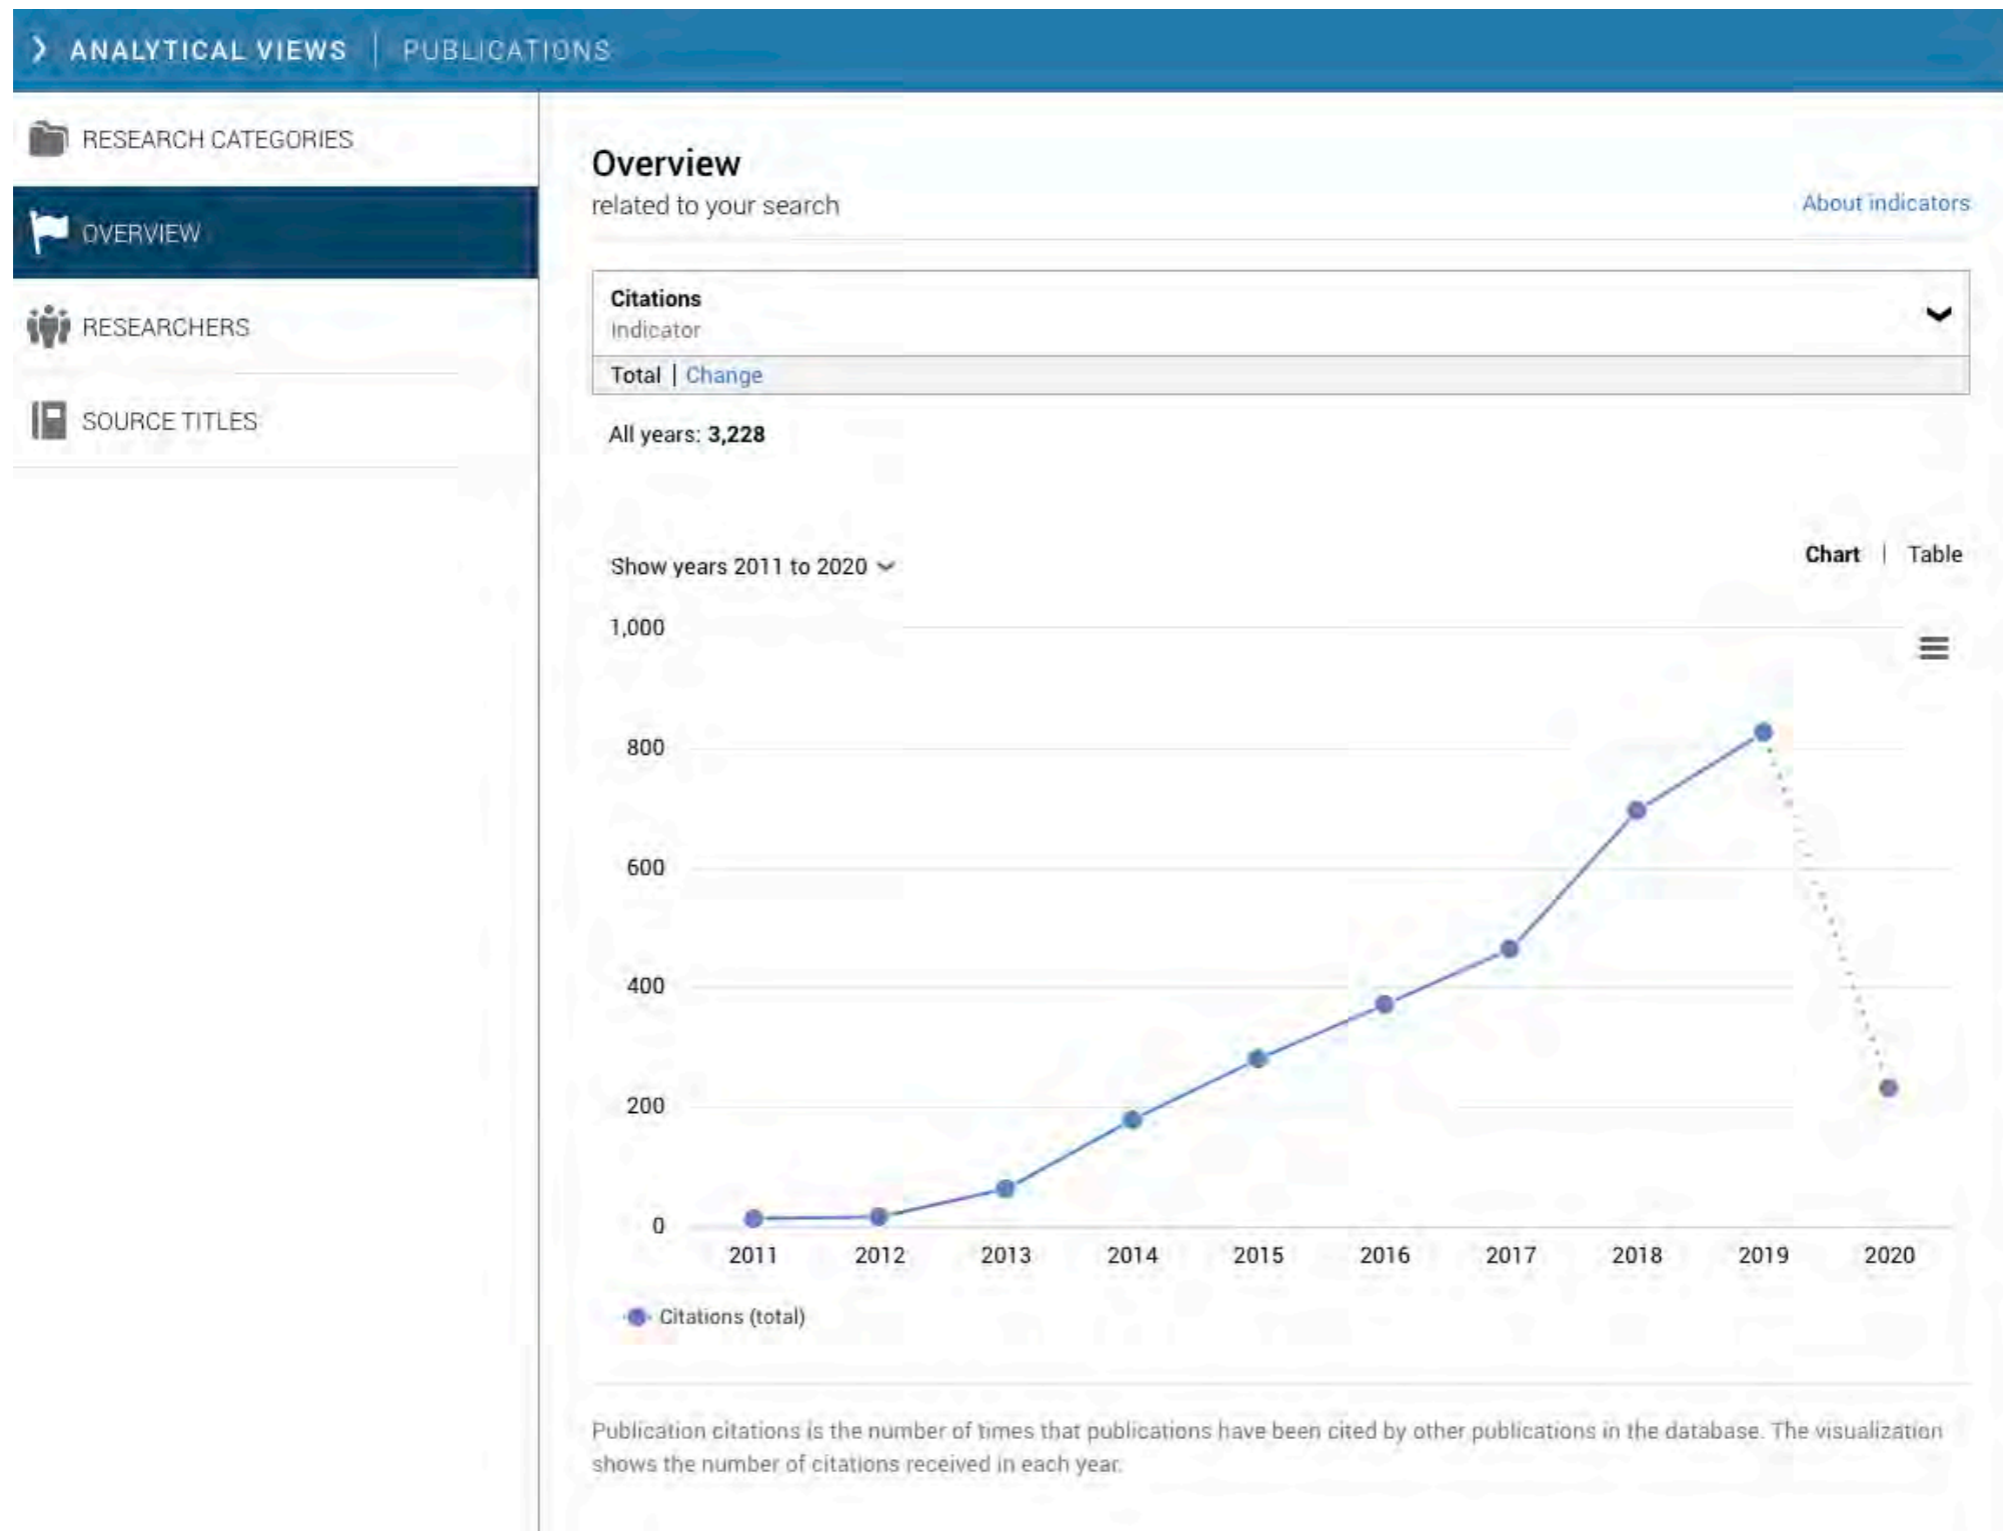 ANALYTICAL VIEWS | PUBLICATIONS
RESEARCH CATEGORIES
OVERVIEW
RESEARCHERS
SOURCE TITLES
Overview
related to your search
About indicators
Citations
Indicator
Total | Change
All years: 3,228
Show years 2011 to 2020
Chart | Table
1,000
800
600
400
200
0
2011 2012 2013 2014 2015 2016 2017 2018 2019 2020
Citations (total)
Publication citations is the number of times that publications have been cited by other publications in the database. The visualization
shows the number of citations received in each year.